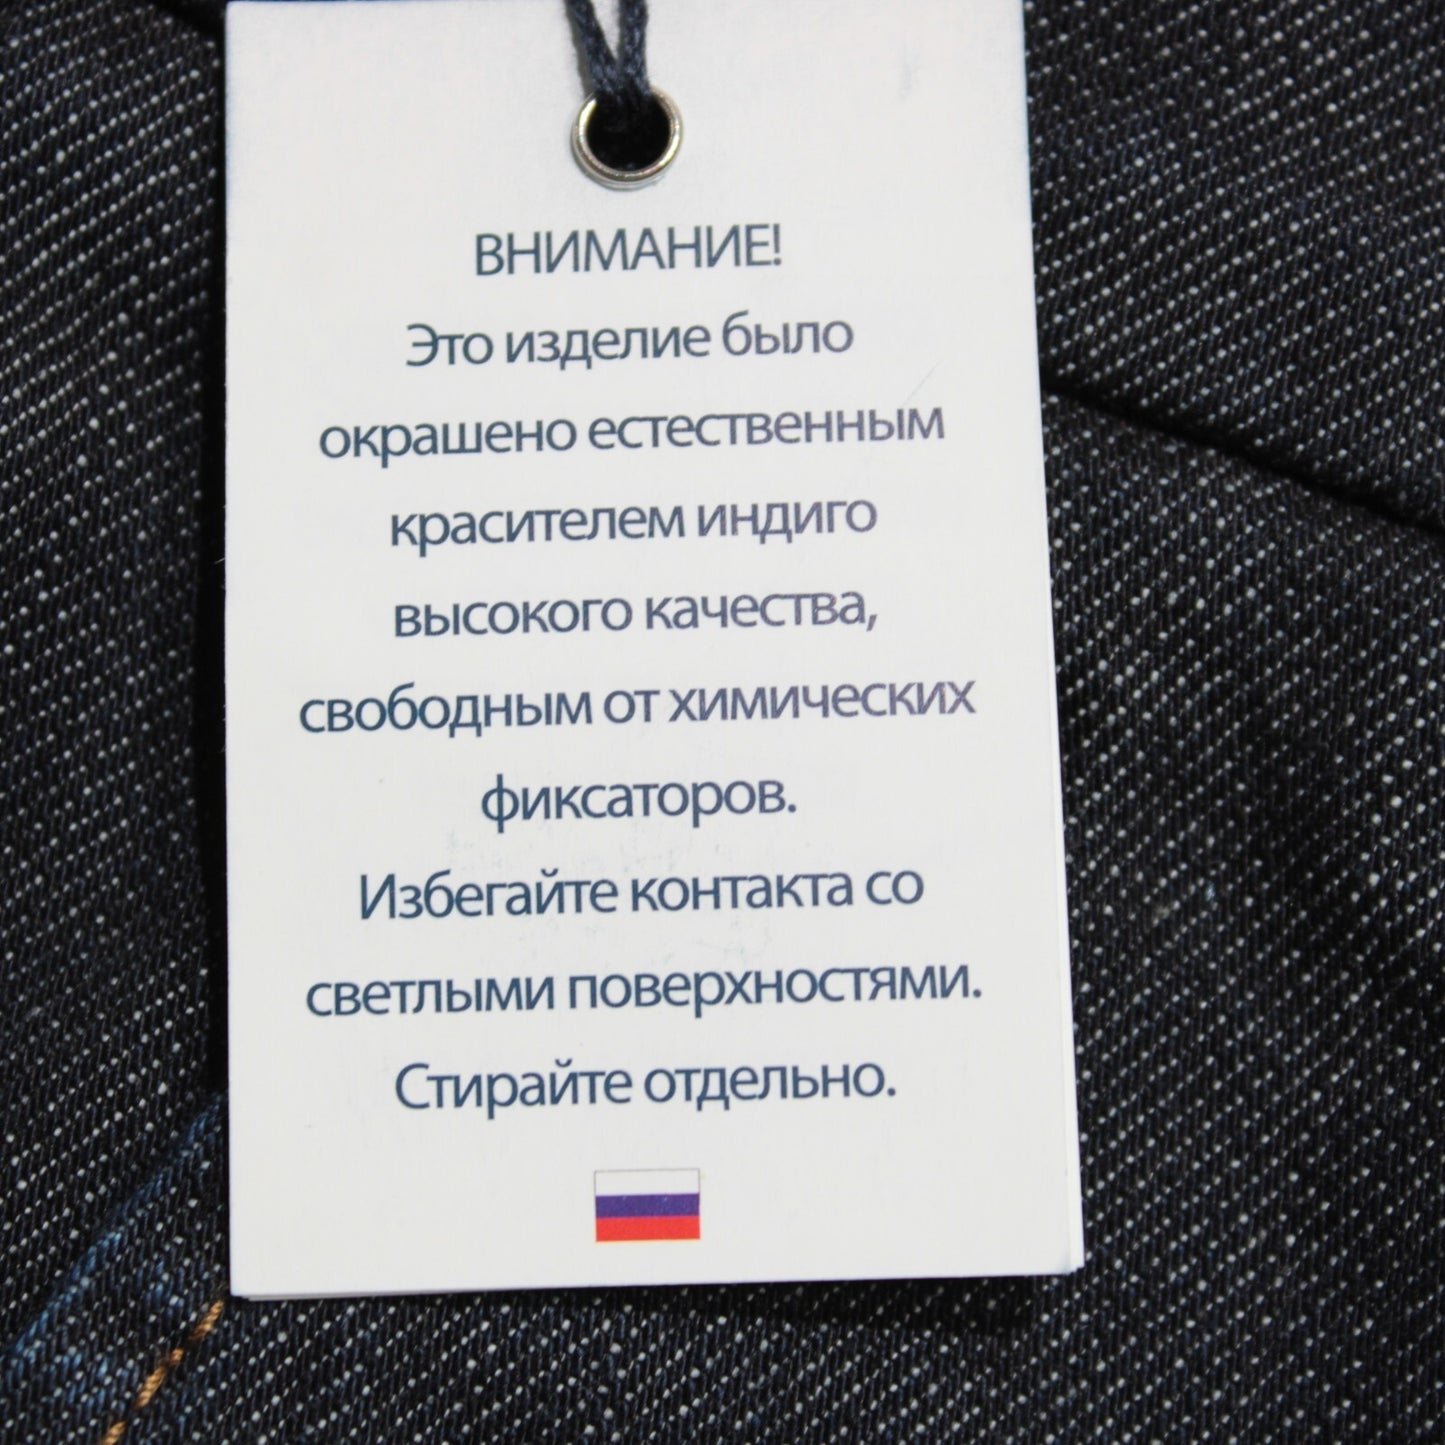 ВНИМАНИЕ!
Это изделие было
окрашено естественным
красителем индиго
высокого качества,
свободным от химических
фиксаторов.
Избегайте контакта со
светлыми поверхностями.
Стирайте отдельно.